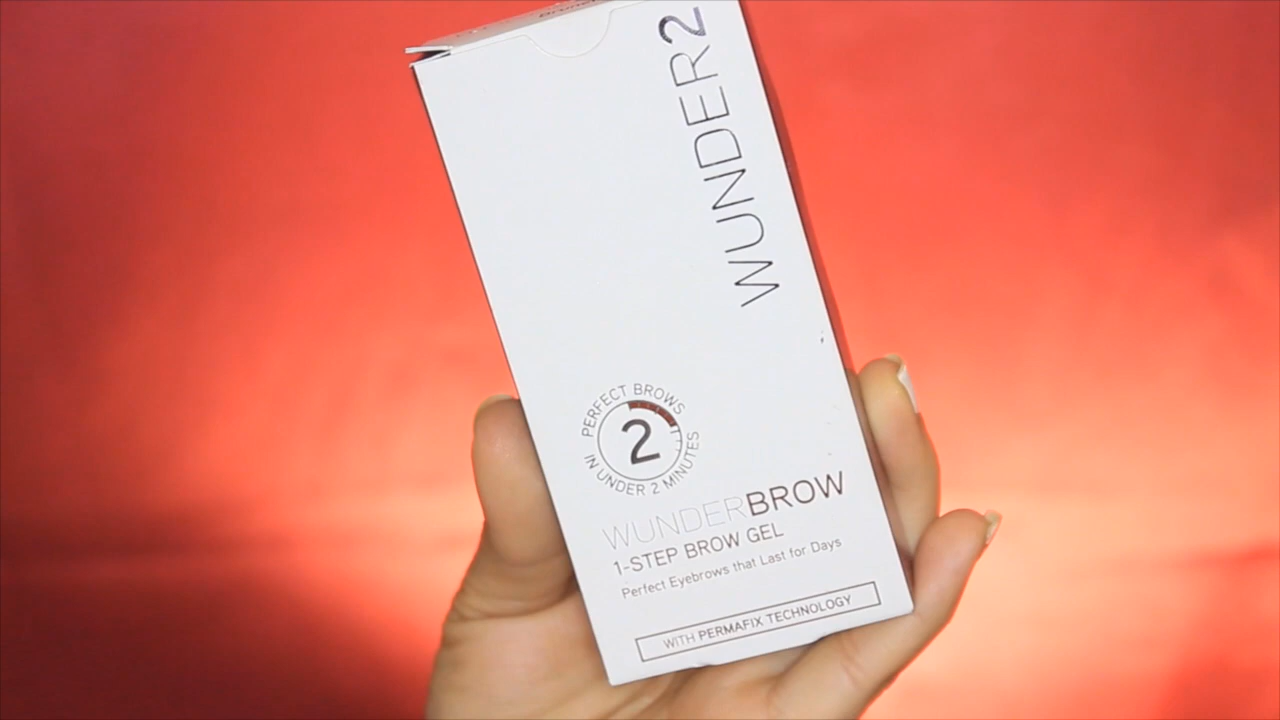 WUNDER2
PERFECT BROWS
2
IN UNDER 2 MINUTES
WUNDERBROW
1-STEP BROW GEL
Perfect Eyebrows that Last for Days
WITH PERMAFIX TECHNOLOGY